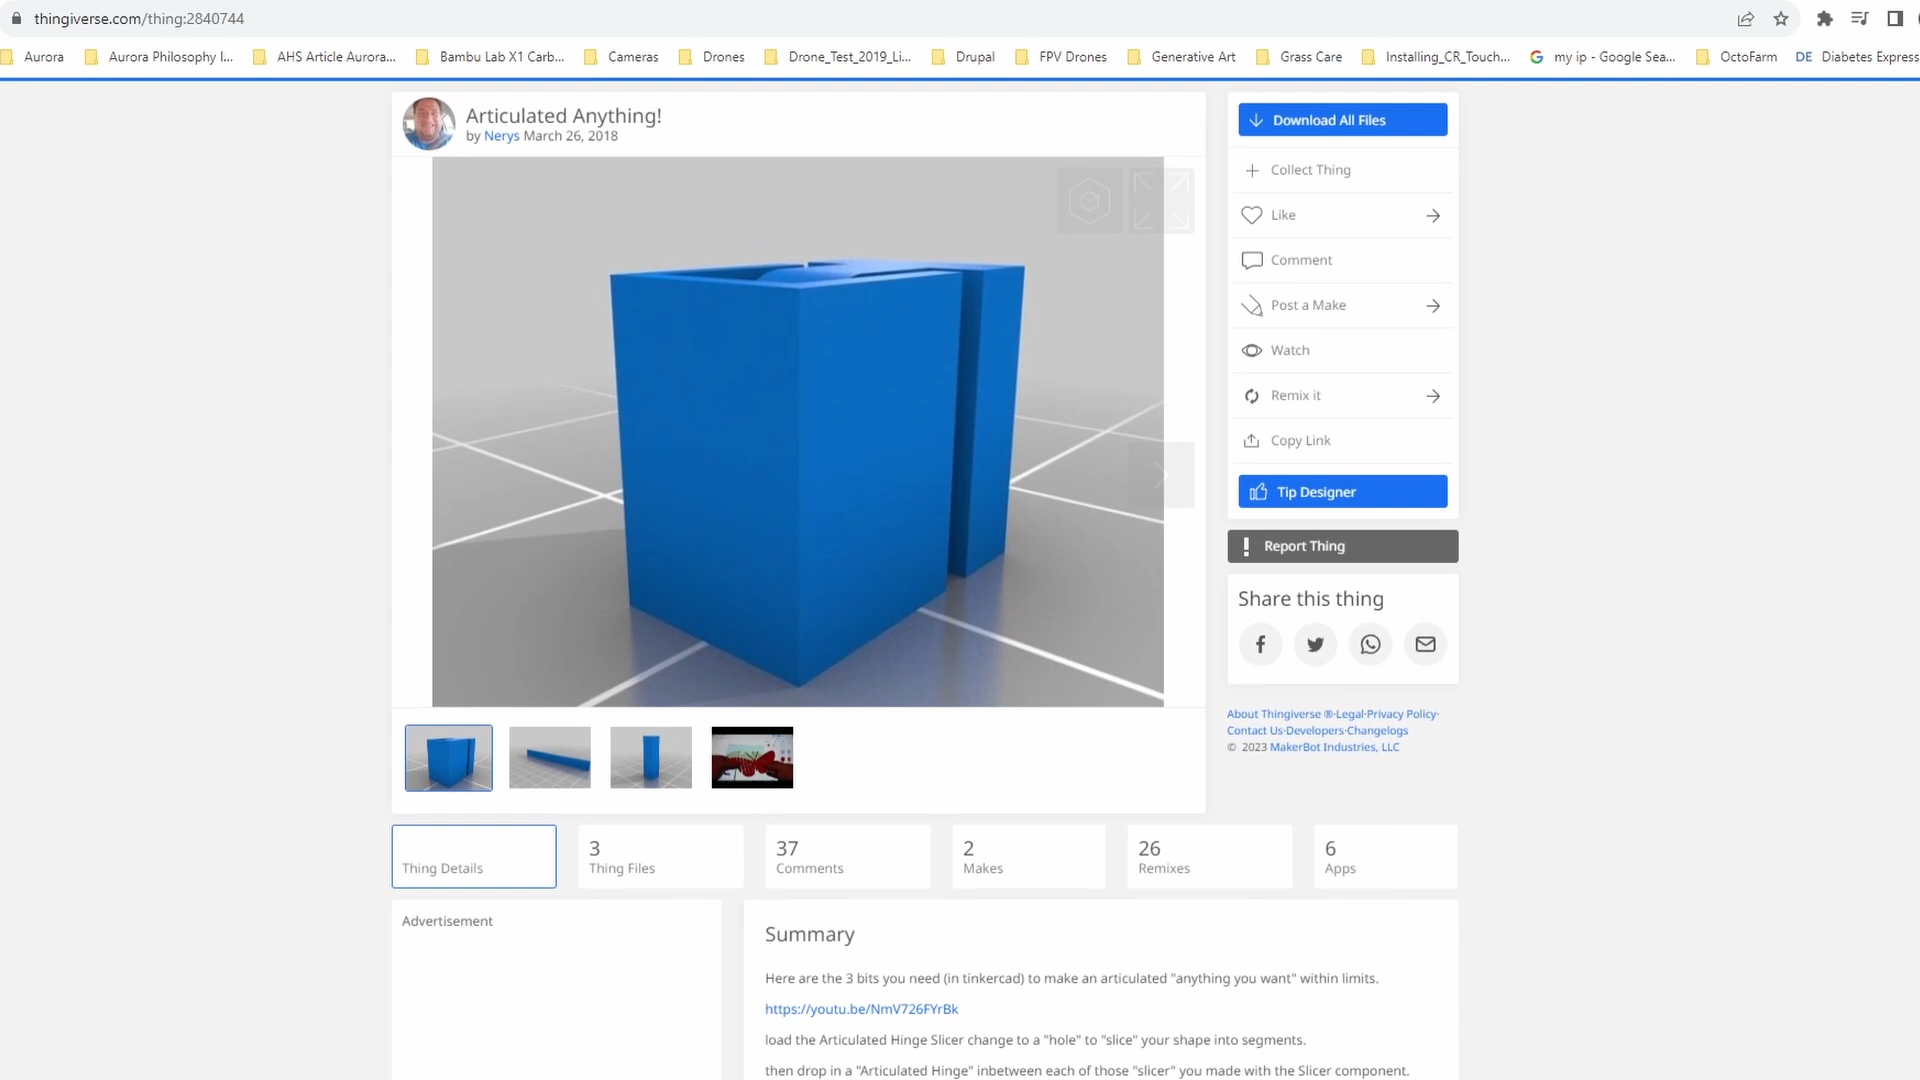 thingiverse.com/thing:2840744
Aurora
Aurora Philosophy I...
AHS Article Aurora...
Bambu Lab X1 Carb...
Cameras
Drones
Drone_Test_2019_Li...
Drupal
FPV Drones
Generative Art
Grass Care
Installing_CR_Touch...
G my ip - Google Sea...
OctoFarm
DE Diabetes Express
Articulated Anything!
by Nerys March 26, 2018
Download All Files
Collect Thing
Like
Comment
Post a Make
Watch
Remix it
Copy Link
Tip Designer
Report Thing
Share this thing
About Thingiverse ®·Legal·Privacy Policy·
Contact Us·Developers·Changelogs
© 2023 MakerBot Industries, LLC
Thing Details
3
Thing Files
37
Comments
2
Makes
26
Remixes
6
Apps
Advertisement
Summary
Here are the 3 bits you need (in tinkercad) to make an articulated "anything you want" within limits.
https://youtu.be/NmV726FYrBk
load the Articulated Hinge Slicer change to a "hole" to "slice" your shape into segments.
then drop in a "Articulated Hinge" inbetween each of those "slicer" you made with the Slicer component.